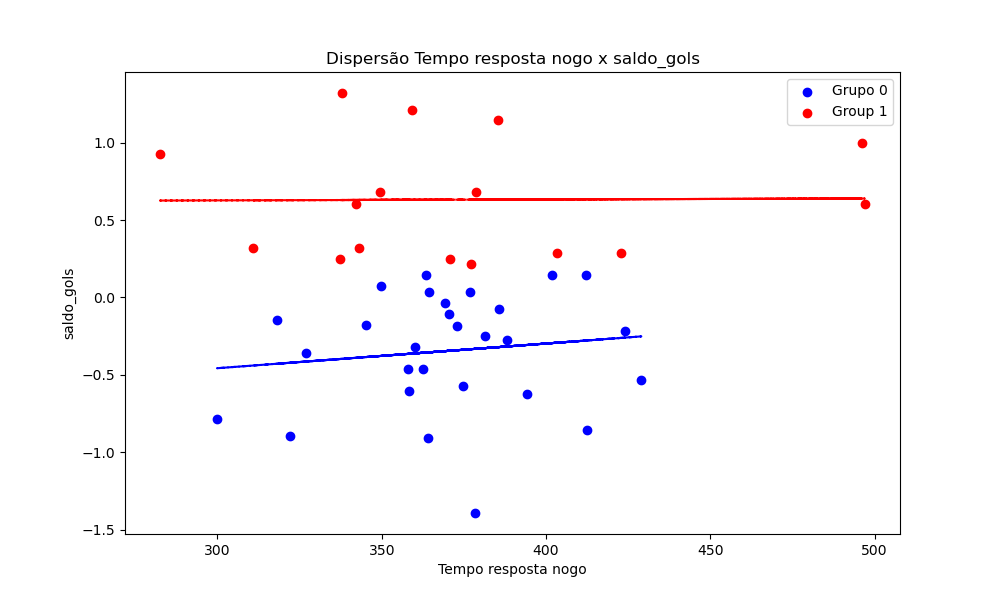 Dispersão Tempo resposta nogo x saldo_gols
Grupo 0
Group 1
saldo_gols
1.0
0.5
0.0
−0.5
−1.0
−1.5
300 350 400 450 500
Tempo resposta nogo